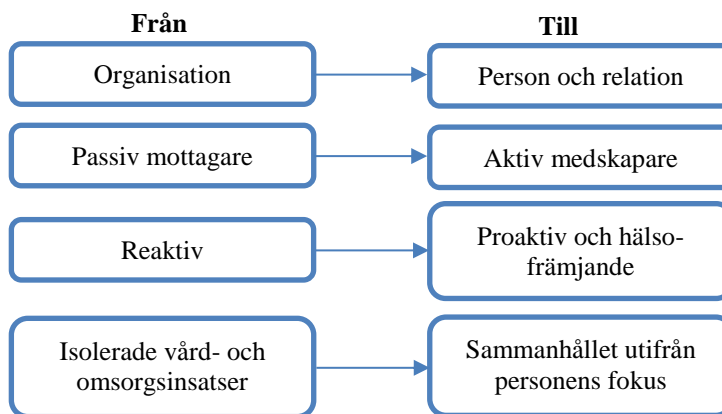 Från
Till
Organisation
Person och relation
Passiv mottagare
Aktiv medskapare
Reaktiv
Proaktiv och hälso-
främjande
Isolerade vård- och
omsorgsinsatser
Sammanhållet utifrån
personens fokus